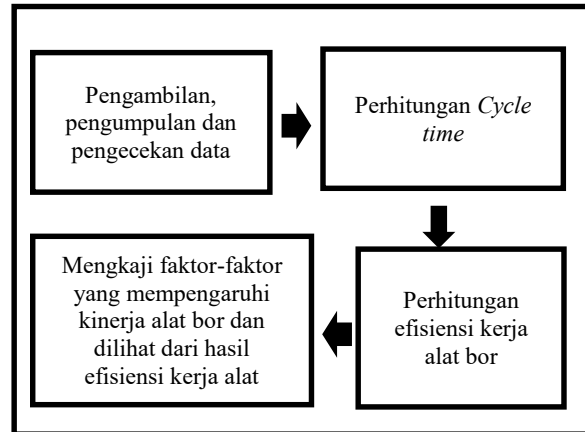 Pengambilan,
pengumpulan dan
pengecekan data
Perhitungan Cycle
time
Perhitungan
efisiensi kerja
alat bor
Mengkaji faktor-faktor
yang mempengaruhi
kinerja alat bor dan
dilihat dari hasil
efisiensi kerja alat